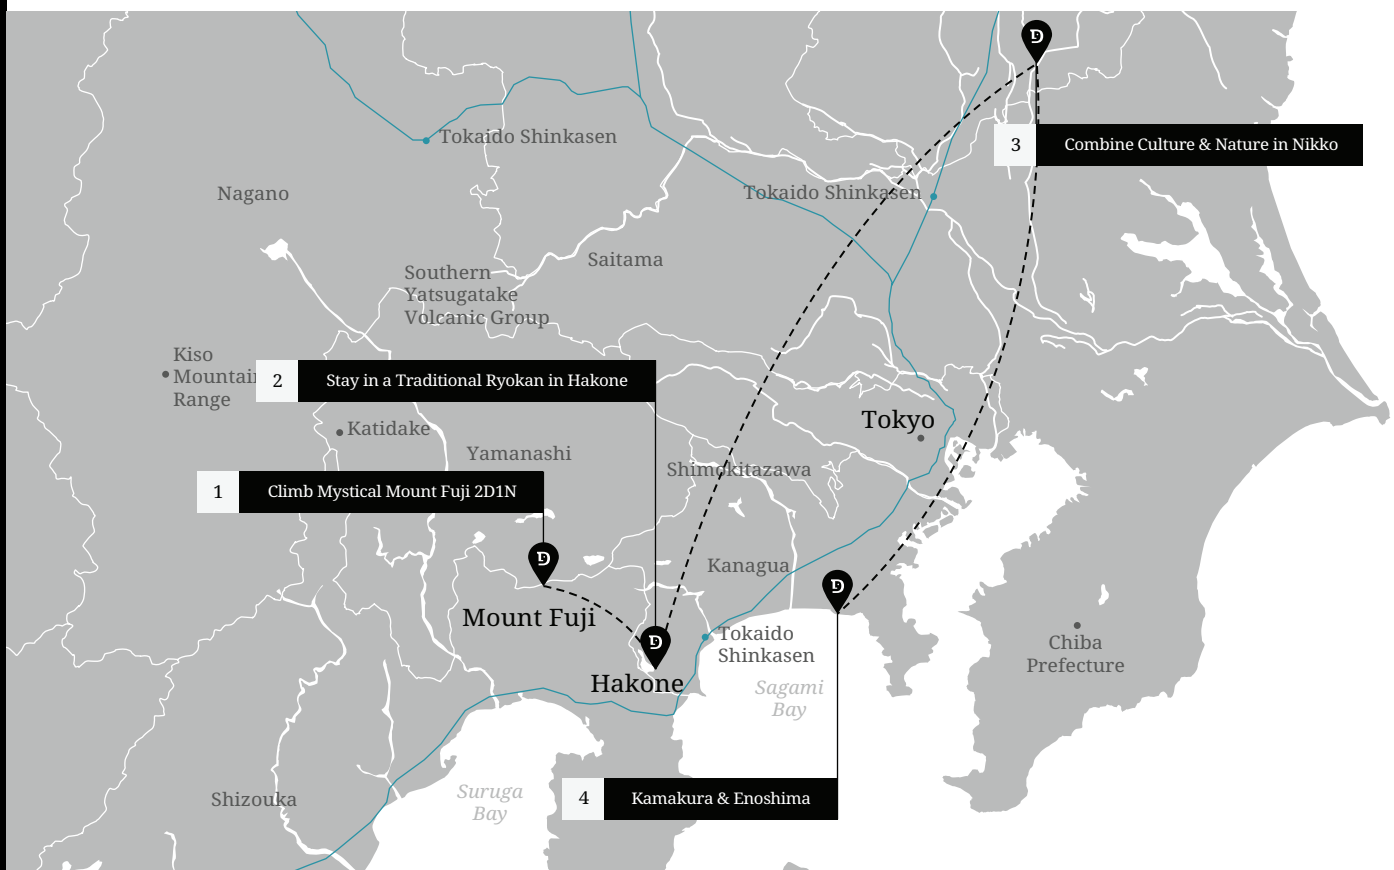 Tokaido Shinkasen
3
Combine Culture & Nature in Nikko
Nagano
Tokaido Shinkasen
Saitama
Southern
Yatsugatake
Volcanic Group
Kiso
Mountain
Range
2
Stay in a Traditional Ryokan in Hakone
Tokyo
Katidake
Yamanashi
Shimokitazawa
1
Climb Mystical Mount Fuji 2D1N
Kanagua
Mount Fuji
Tokaido
Shinkasen
Chiba
Prefecture
Hakone
Sagami
Bay
Shizouka
Suruga
Bay
4
Kamakura & Enoshima